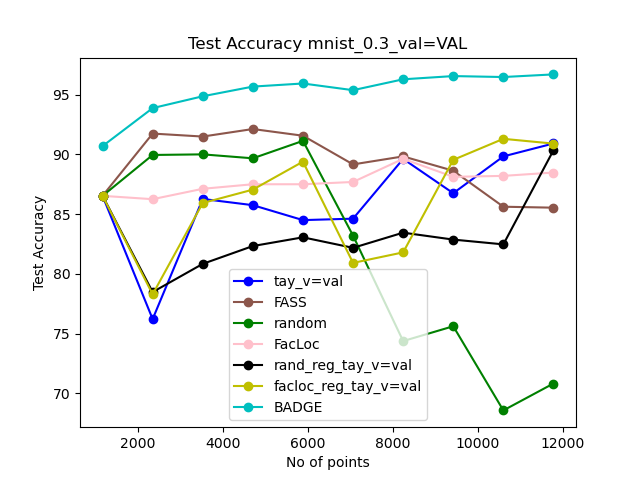 Test Accuracy mnist_0.3_val=VAL
Test Accuracy
95
90
85
80
75
70
tay_v=val
FASS
random
FacLoc
rand_reg_tay_v=val
facloc_reg_tay_v=val
BADGE
2000
4000
6000
8000
10000
12000
No of points